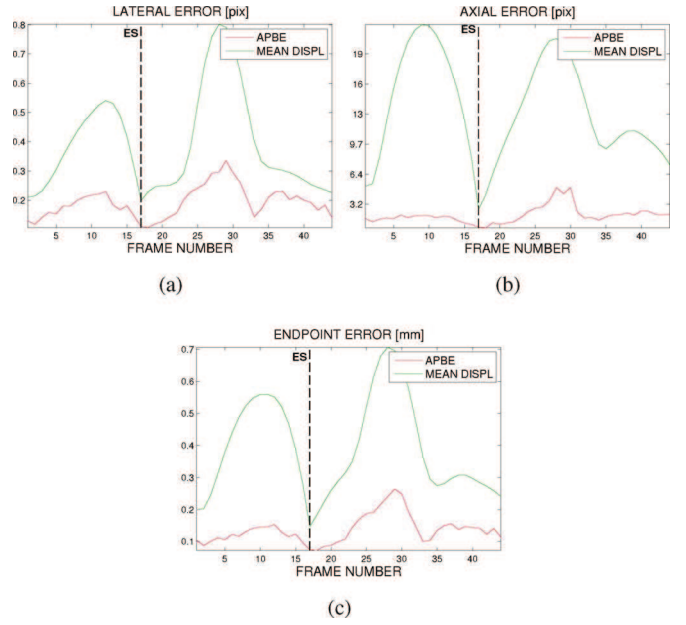 LATERAL ERROR [pix]
ES
APBE
MEAN DISPL
0.8
0.7
0.6
0.5
0.4
0.3
0.2
5 10 15 20 25 30 35 40
FRAME NUMBER
(a)
AXIAL ERROR [pix]
ES
APBE
MEAN DISPL
19
16
13
9.7
6.4
3.2
5 10 15 20 25 30 35 40
FRAME NUMBER
(b)
ENDPOINT ERROR [mm]
ES
APBE
MEAN DISPL
0.7
0.6
0.5
0.4
0.3
0.2
0.1
5 10 15 20 25 30 35 40
FRAME NUMBER
(c)